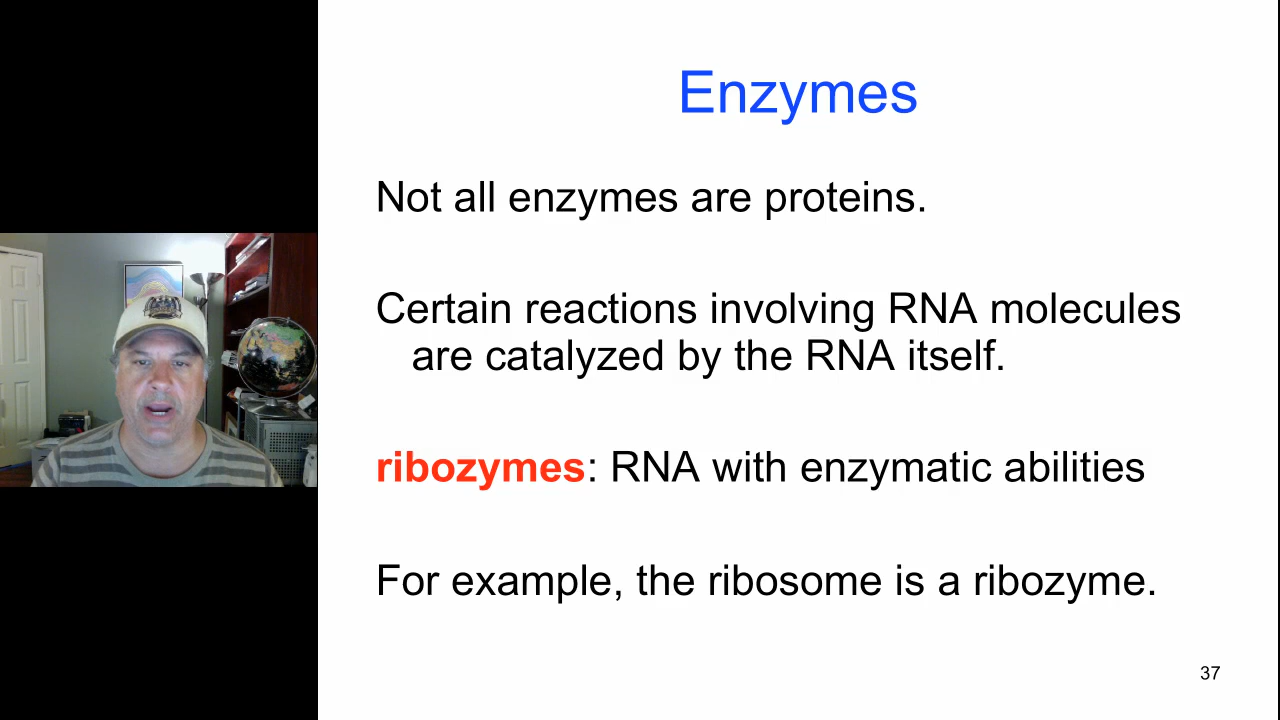 Enzymes
Not all enzymes are proteins.
Certain reactions involving RNA molecules
are catalyzed by the RNA itself.
ribozymes: RNA with enzymatic abilities
For example, the ribosome is a ribozyme.
37